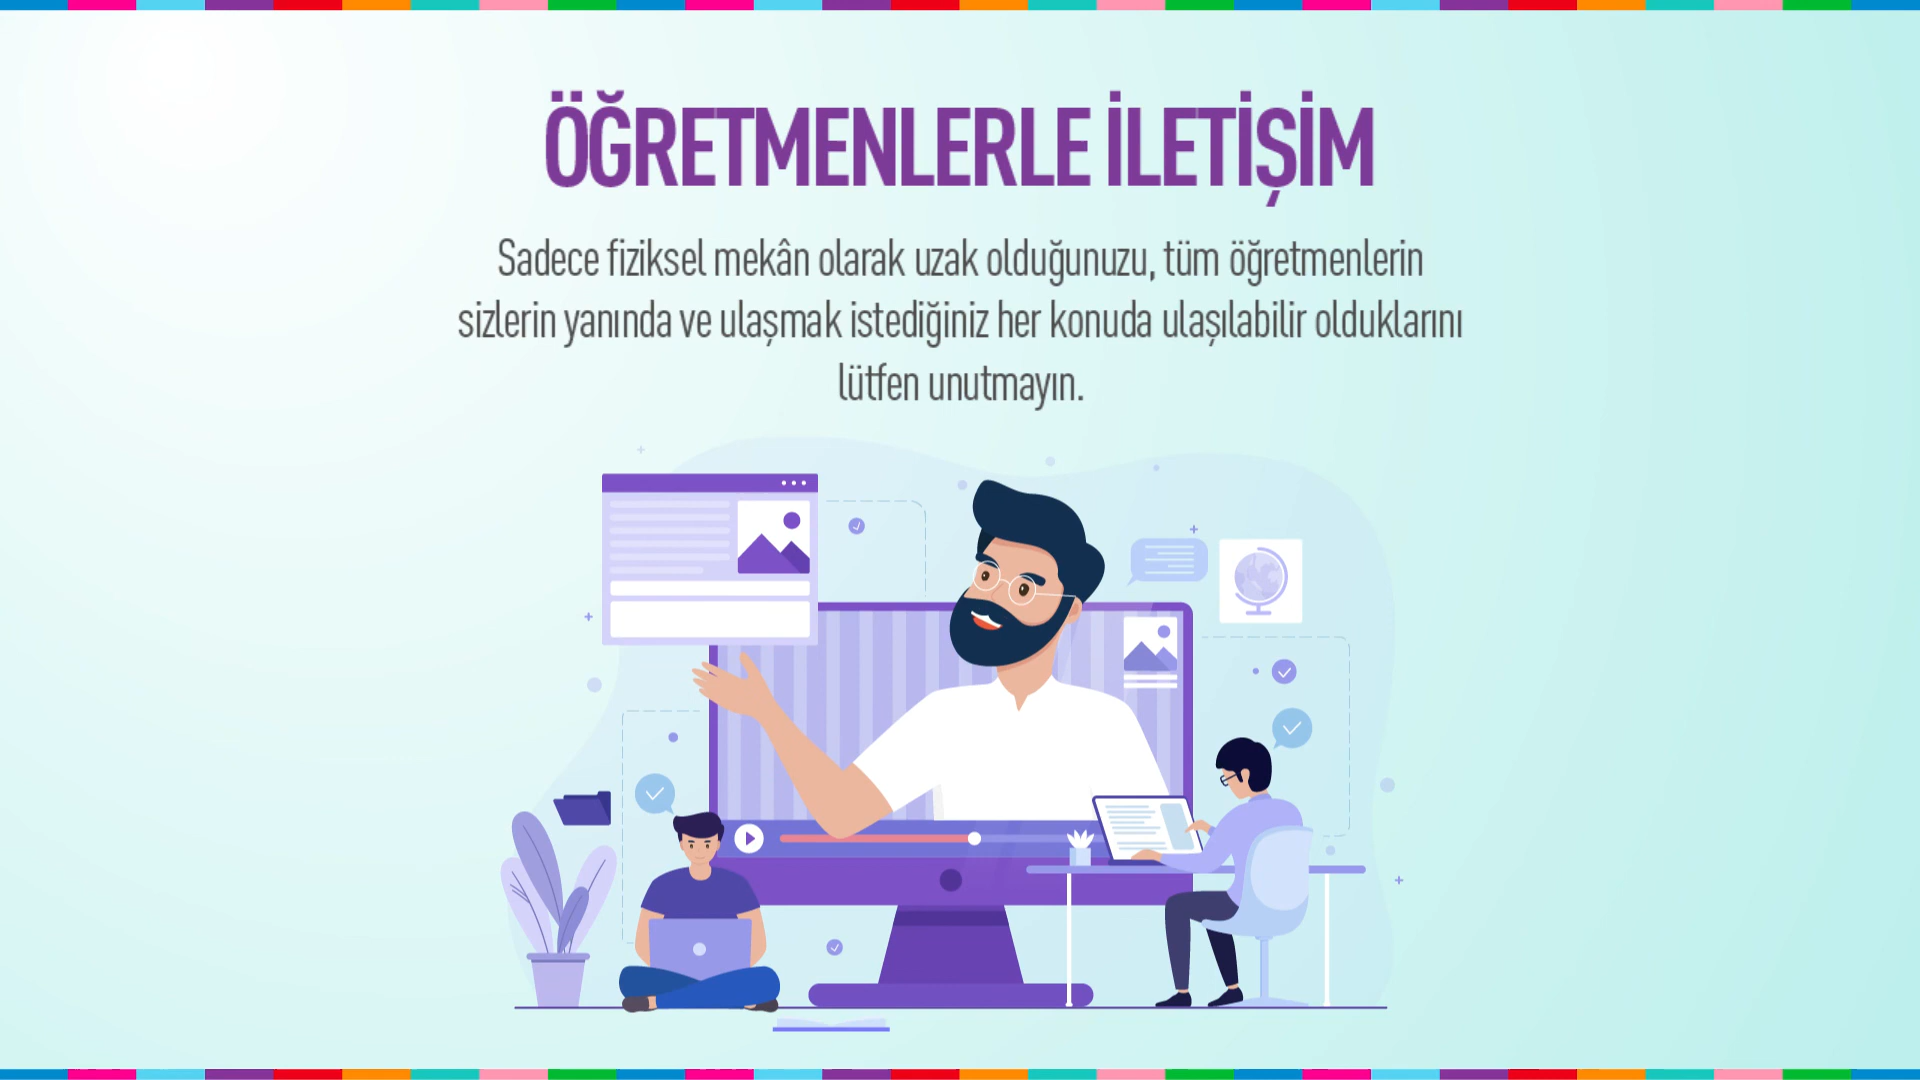 ÖĞRETMENLERLE İLETİŞİM
Sadece fiziksel mekân olarak uzak olduğunuzu, tüm öğretmenlerin
sizlerin yanında ve ulaşmak istediğiniz her konuda ulaşılabilir olduklarını
lütfen unutmayın.